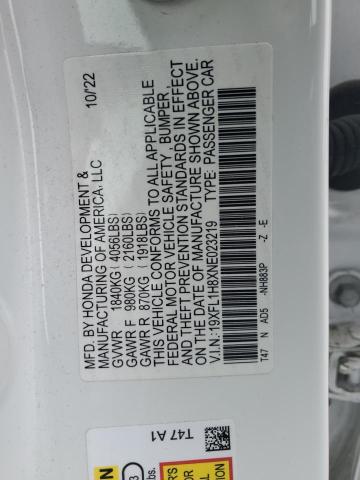 MFD. BY HONDA DEVELOPMENT & 10/22
MANUFACTURING OF AMERICA, LLC
GVWR 1840KG (4056LBS)
GAWR F 980KG (2160LBS)
GAWR R 870KG (1918LBS)
THIS VEHICLE CONFORMS TO ALL APPLICABLE
FEDERAL MOTOR VEHICLE SAFETY, BUMPER,
AND THEFT PREVENTION STANDARDS IN EFFECT
ON THE DATE OF MANUFACTURE SHOWN ABOVE.
V.I.N.:19XFL1H8XNE023219 TYPE: PASSENGER CAR
T47 N AD5 -NH883P -Z -E
T47 A1